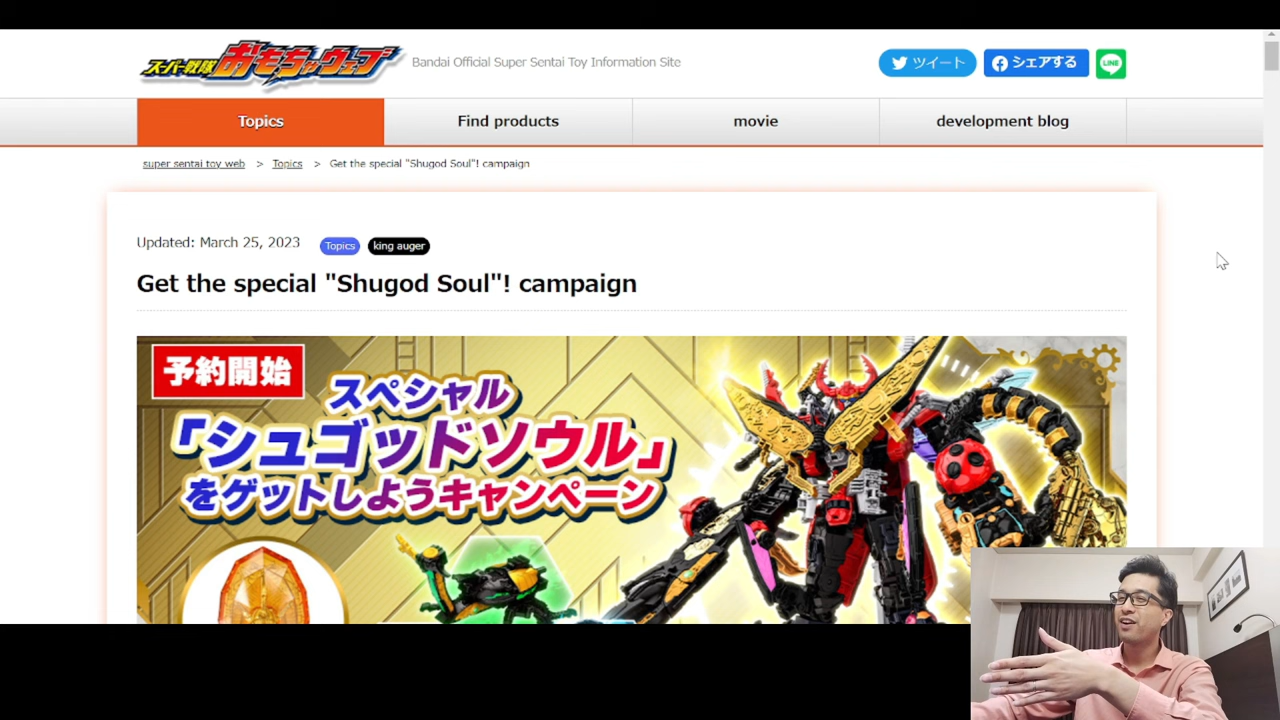 スーパー戦隊おもちゃウェブ
Bandai Official Super Sentai Toy Information Site
ツイート
シェアする
LINE
Topics
Find products
movie
development blog
super sentai toy web > Topics > Get the special "Shugod Soul"! campaign
Updated: March 25, 2023
Topics
king auger
Get the special "Shugod Soul"! campaign
予約開始
スペシャル
「シュゴッドソウル」
をゲットしようキャンペーン